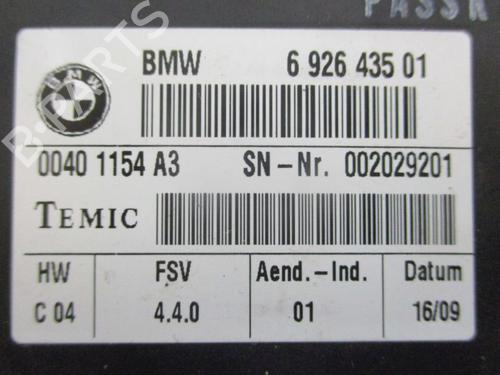 PASSR
BMW 6 926 435 01
BMW
0040 1154 A3 SN-Nr. 002029201
TEMIC
HW FSV Aend.-Ind. Datum
C 04 4.4.0 01 16/09
B-PARTS